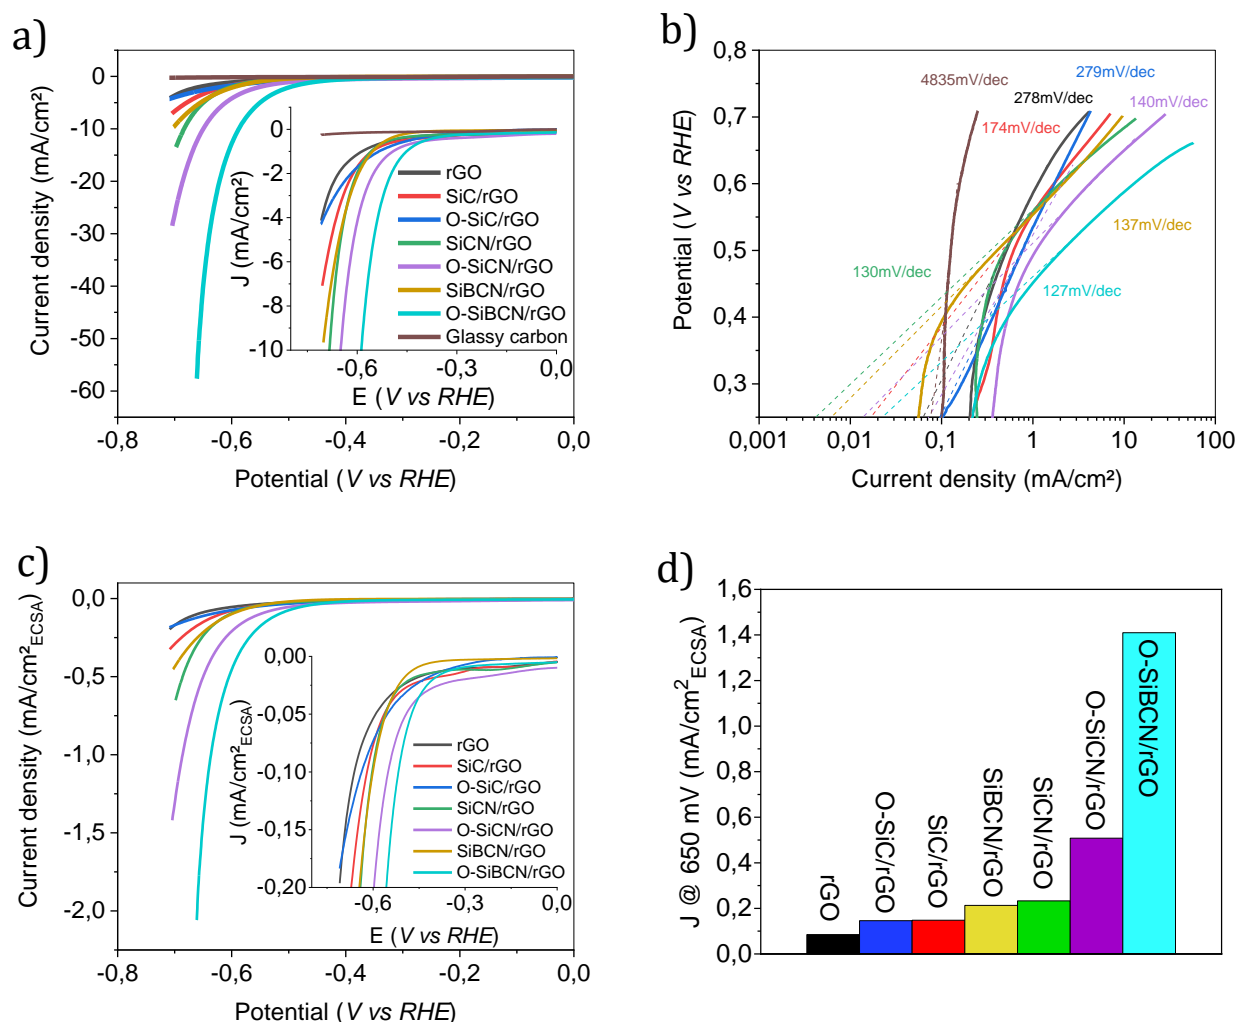 a)
0
-10
-20
-30
-40
-50
-60
Current density (mA/cm²)
-0,8
-0,6
-0,4
-0,2
0,0
Potential (V vs RHE)
0
-2
-4
-6
-8
-10
J (mA/cm²)
-0,6
-0,3
0,0
E (V vs RHE)
rGO
SiC/rGO
O-SiC/rGO
SiCN/rGO
O-SiCN/rGO
SiBCN/rGO
O-SiBCN/rGO
Glassy carbon
b)
0,8
0,7
0,6
0,5
0,4
0,3
Potential (V vs RHE)
4835mV/dec
279mV/dec
278mV/dec
140mV/dec
174mV/dec
137mV/dec
130mV/dec
127mV/dec
0,001
0,01
0,1
1
10
100
Current density (mA/cm²)
c)
0,0
-0,5
-1,0
-1,5
-2,0
Current density (mA/cm²ECSA)
-0,8
-0,6
-0,4
-0,2
0,0
Potential (V vs RHE)
0,00
-0,05
-0,10
-0,15
-0,20
J (mA/cm²ECSA)
-0,6
-0,3
0,0
E (V vs RHE)
rGO
SiC/rGO
O-SiC/rGO
SiCN/rGO
O-SiCN/rGO
SiBCN/rGO
O-SiBCN/rGO
d)
1,6
1,4
1,2
1,0
0,8
0,6
0,4
0,2
0,0
J @ 650 mV (mA/cm²ECSA)
rGO
O-SiC/rGO
SiC/rGO
SiBCN/rGO
SiCN/rGO
O-SiCN/rGO
O-SiBCN/rGO